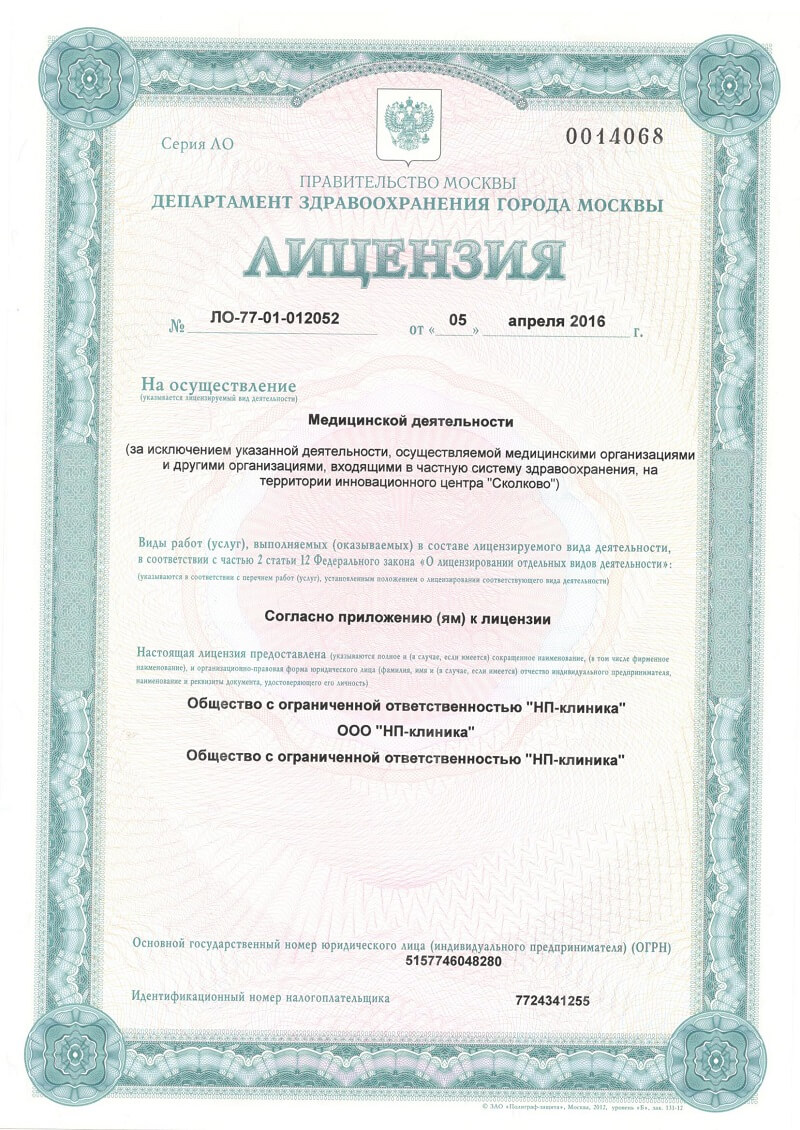 Серия ЛО
0014068
ПРАВИТЕЛЬСТВО МОСКВЫ
ДЕПАРТАМЕНТ ЗДРАВООХРАНЕНИЯ ГОРОДА МОСКВЫ
ЛИЦЕНЗИЯ
№ ЛО-77-01-012052 от «05» апреля 2016 г.
На осуществление
(указывается лицензируемый вид деятельности)
Медицинской деятельности
(за исключением указанной деятельности, осуществляемой медицинскими организациями
и другими организациями, входящими в частную систему здравоохранения, на
территории инновационного центра "Сколково")
Виды работ (услуг), выполняемых (оказываемых) в составе лицензируемого вида деятельности,
в соответствии с частью 2 статьи 12 Федерального закона «О лицензировании отдельных видов деятельности»:
(указываются в соответствии с перечнем работ (услуг), установленным положением о лицензировании соответствующего вида деятельности)
Согласно приложению (ям) к лицензии
Настоящая лицензия предоставлена (указываются полное и (в случае, если имеется) сокращенное наименование, (в том числе фирменное
наименование), и организационно-правовая форма юридического лица (фамилия, имя и (в случае, если имеется) отчество индивидуального предпринимателя,
наименование и реквизиты документа, удостоверяющего его личность)
Общество с ограниченной ответственностью "НП-клиника"
ООО "НП-клиника"
Общество с ограниченной ответственностью "НП-клиника"
Основной государственный номер юридического лица (индивидуального предпринимателя) (ОГРН)
5157746048280
Идентификационный номер налогоплательщика 7724341255
© ЗАО «Полиграф-защита», Москва, 2012, уровень «Б», зак. 131-12